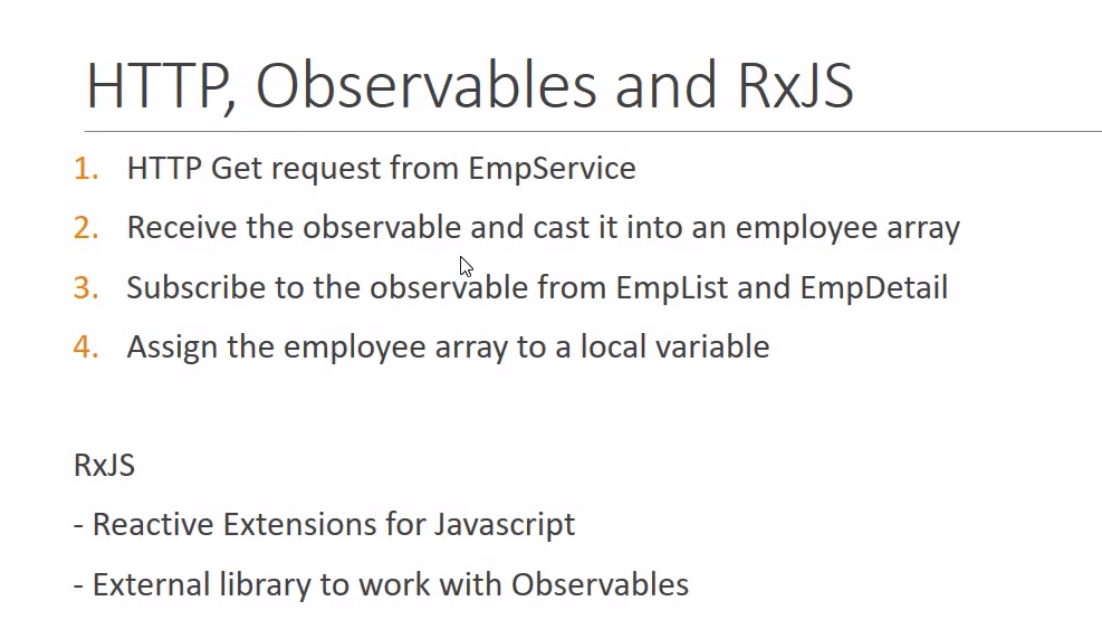 HTTP, Observables and RxJS
1. HTTP Get request from EmpService
2. Receive the observable and cast it into an employee array
3. Subscribe to the observable from EmpList and EmpDetail
4. Assign the employee array to a local variable
RxJS
- Reactive Extensions for Javascript
- External library to work with Observables